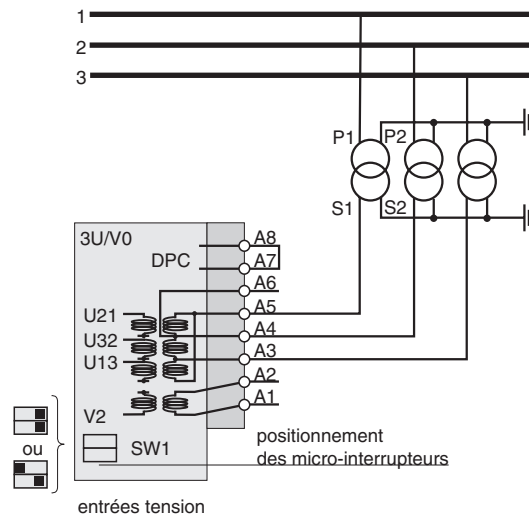 1
2
3
P1 P2
S1 S2
3U/V0
DPC
A8
A7
A6
U21
A5
U32
A4
U13
A3
A2
V2
A1
ou
SW1
positionnement
des micro-interrupteurs
entrées tension